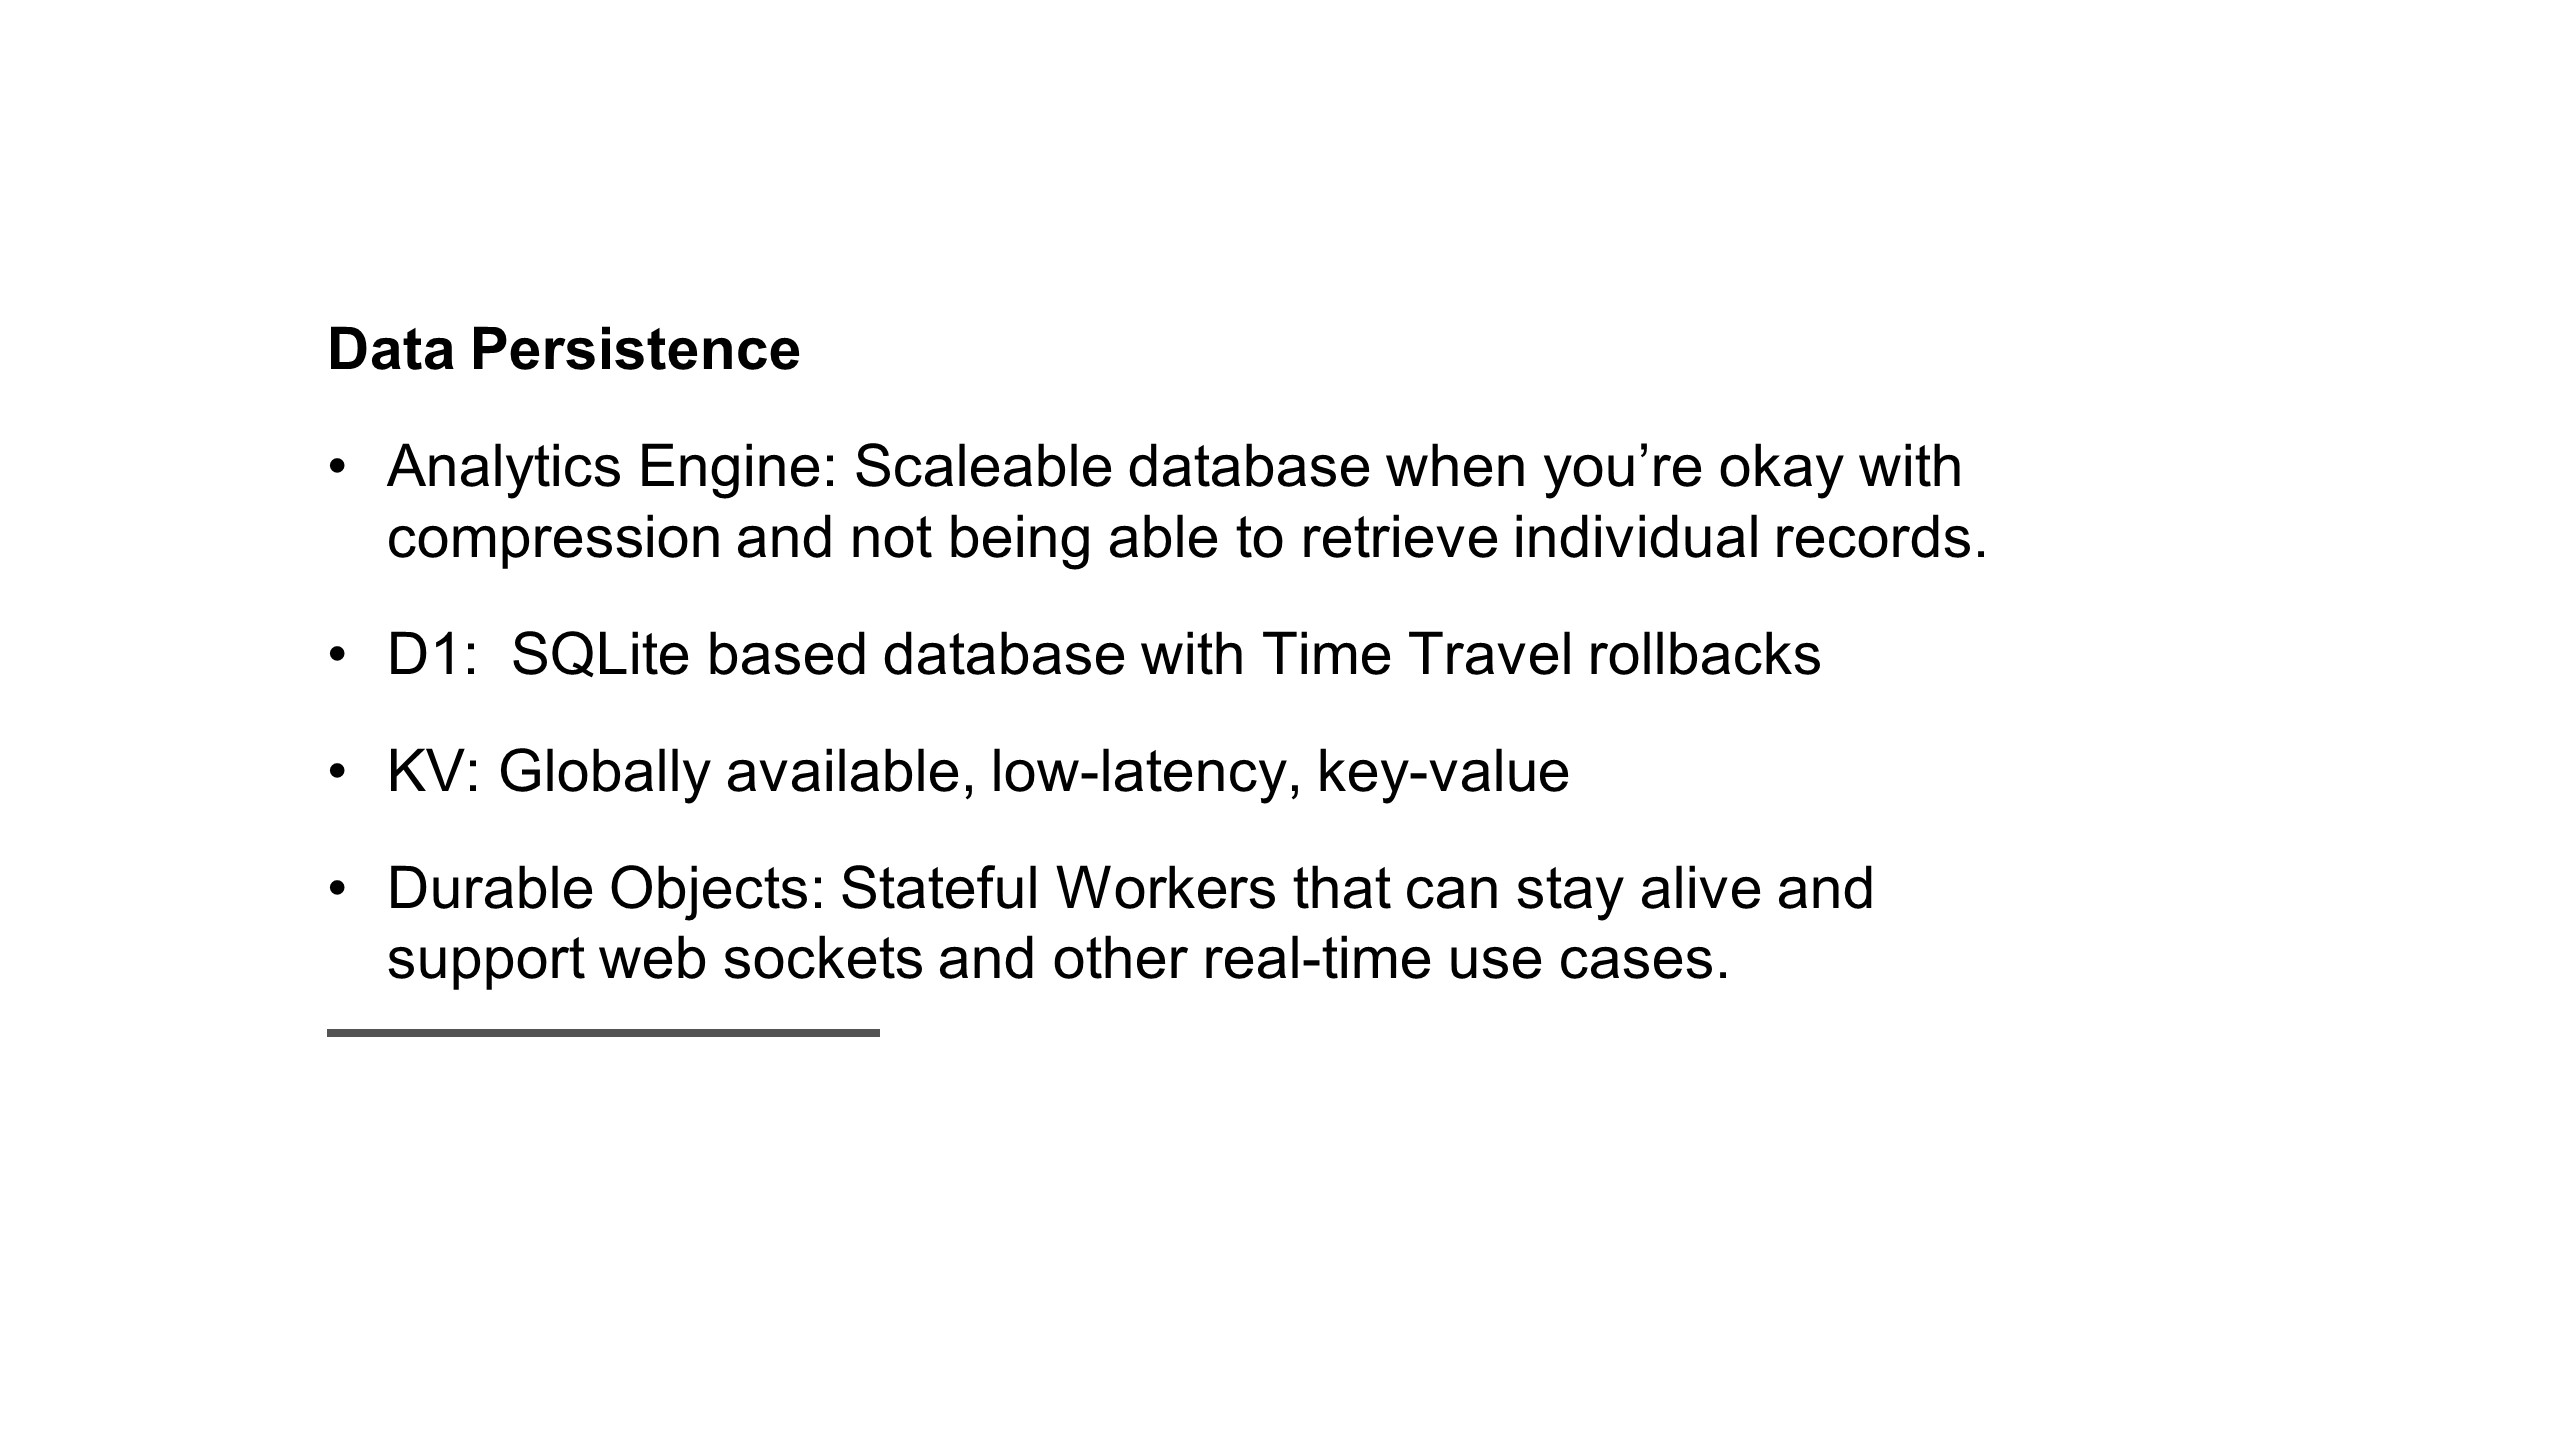 Data Persistence
• Analytics Engine: Scaleable database when you’re okay with
compression and not being able to retrieve individual records.
• D1:  SQLite based database with Time Travel rollbacks
• KV: Globally available, low-latency, key-value
• Durable Objects: Stateful Workers that can stay alive and
support web sockets and other real-time use cases.